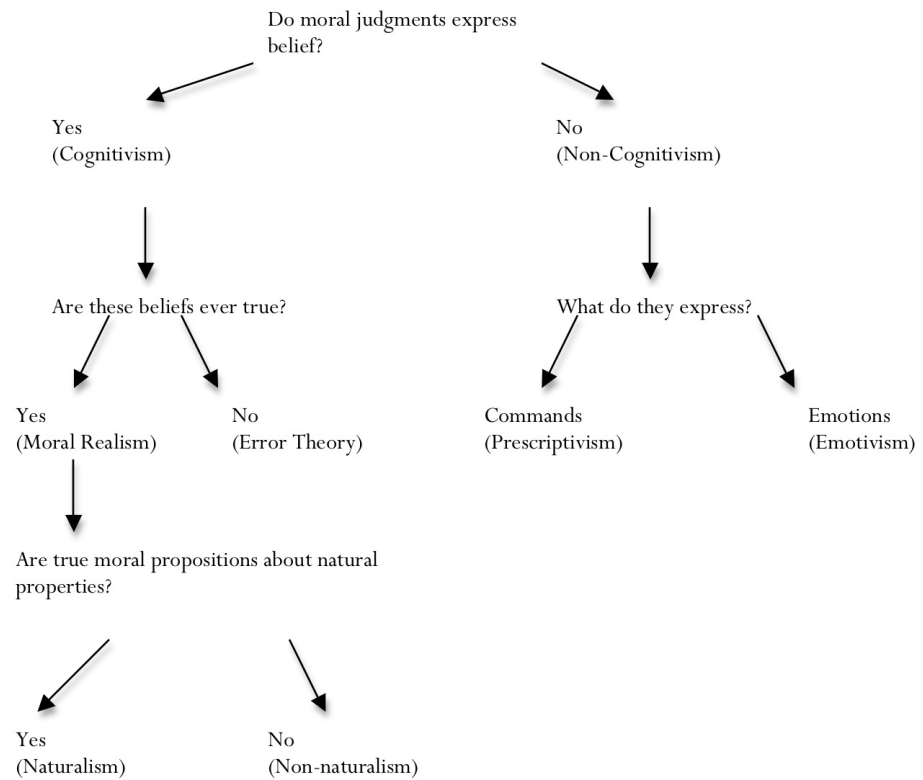 Do moral judgments express
belief?
Yes
(Cognitivism)
No
(Non-Cognitivism)
Are these beliefs ever true?
What do they express?
Yes
(Moral Realism)
No
(Error Theory)
Commands
(Prescriptivism)
Emotions
(Emotivism)
Are true moral propositions about natural
properties?
Yes
(Naturalism)
No
(Non-naturalism)